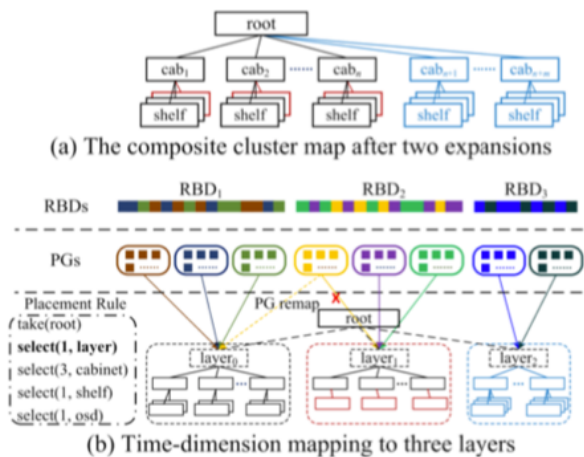 root
cab1 cab2 ...... cabn cabn+1 ...... cabn+m
shelf shelf shelf shelf shelf
(a) The composite cluster map after two expansions
RBD1 RBD2 RBD3
RBDs
PGs
...... ...... ...... ...... ...... ...... ...... ......
Placement Rule
PG remap X
take(root)
root
select(1, layer)
layer0 layer1 layer2
select(3, cabinet)
select(1, shelf)
select(1, osd)
(b) Time-dimension mapping to three layers